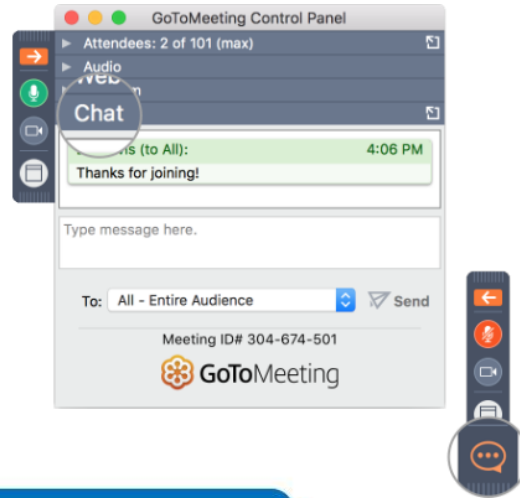 GoToMeeting Control Panel
Attendees: 2 of 101 (max)
Audio
Web
Chat
(to All): 4:06 PM
Thanks for joining!
Type message here.
To: All - Entire Audience Send
Meeting ID# 304-674-501
GoToMeeting